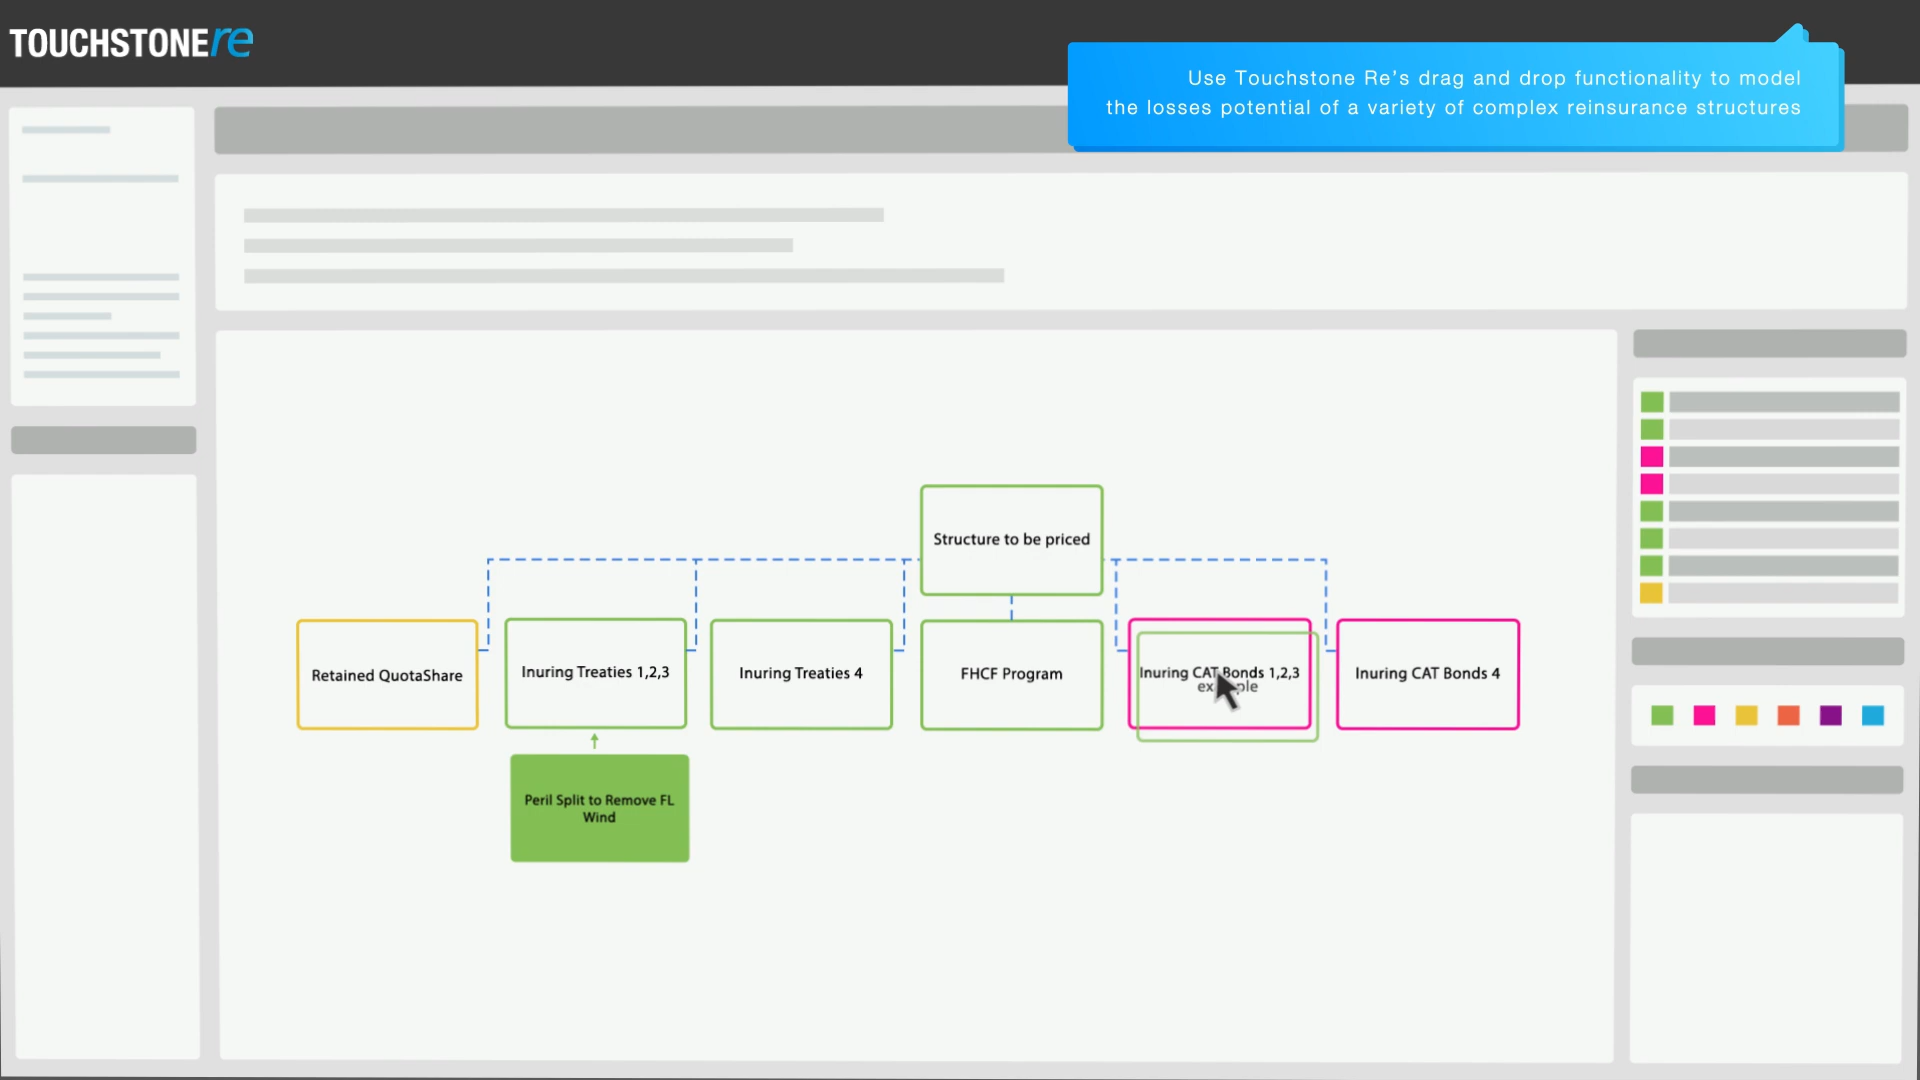 TOUCHSTONEre
Use Touchstone Re’s drag and drop functionality to model
the losses potential of a variety of complex reinsurance structures
Structure to be priced
Retained QuotaShare
Inuring Treaties 1,2,3
Inuring Treaties 4
FHCF Program
Inuring CAT Bonds 1,2,3
Inuring CAT Bonds 4
Peril Split to Remove FL
Wind